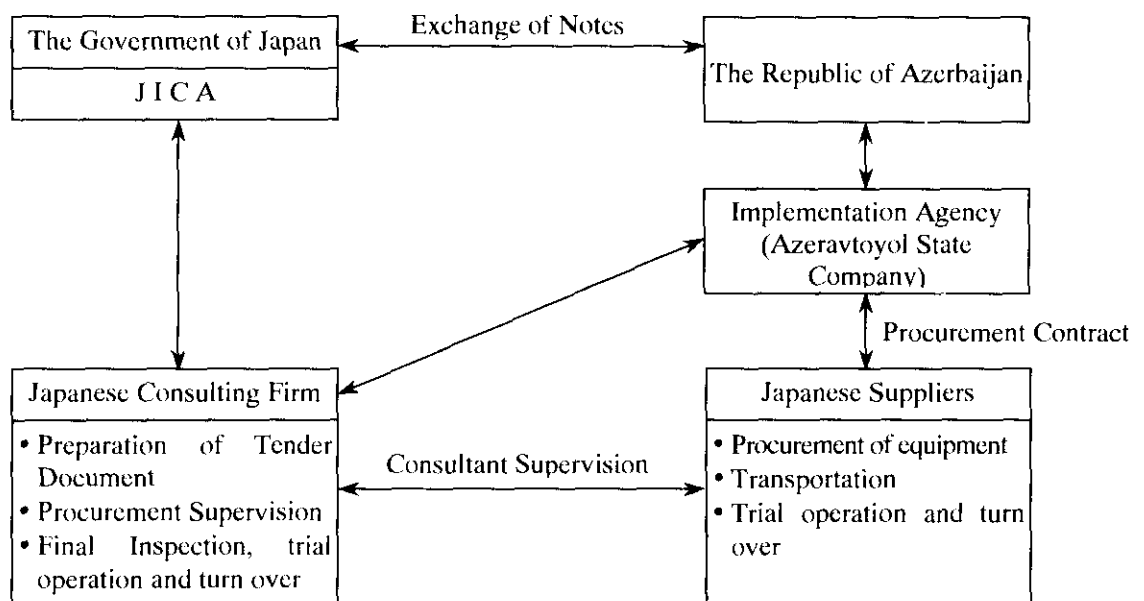 The Government of Japan
J I C A
Exchange of Notes
The Republic of Azerbaijan
Implementation Agency
(Azeravtoyol State
Company)
Procurement Contract
Japanese Consulting Firm
• Preparation of Tender
Document
• Procurement Supervision
• Final Inspection, trial
operation and turn over
Consultant Supervision
Japanese Suppliers
• Procurement of equipment
• Transportation
• Trial operation and turn
over